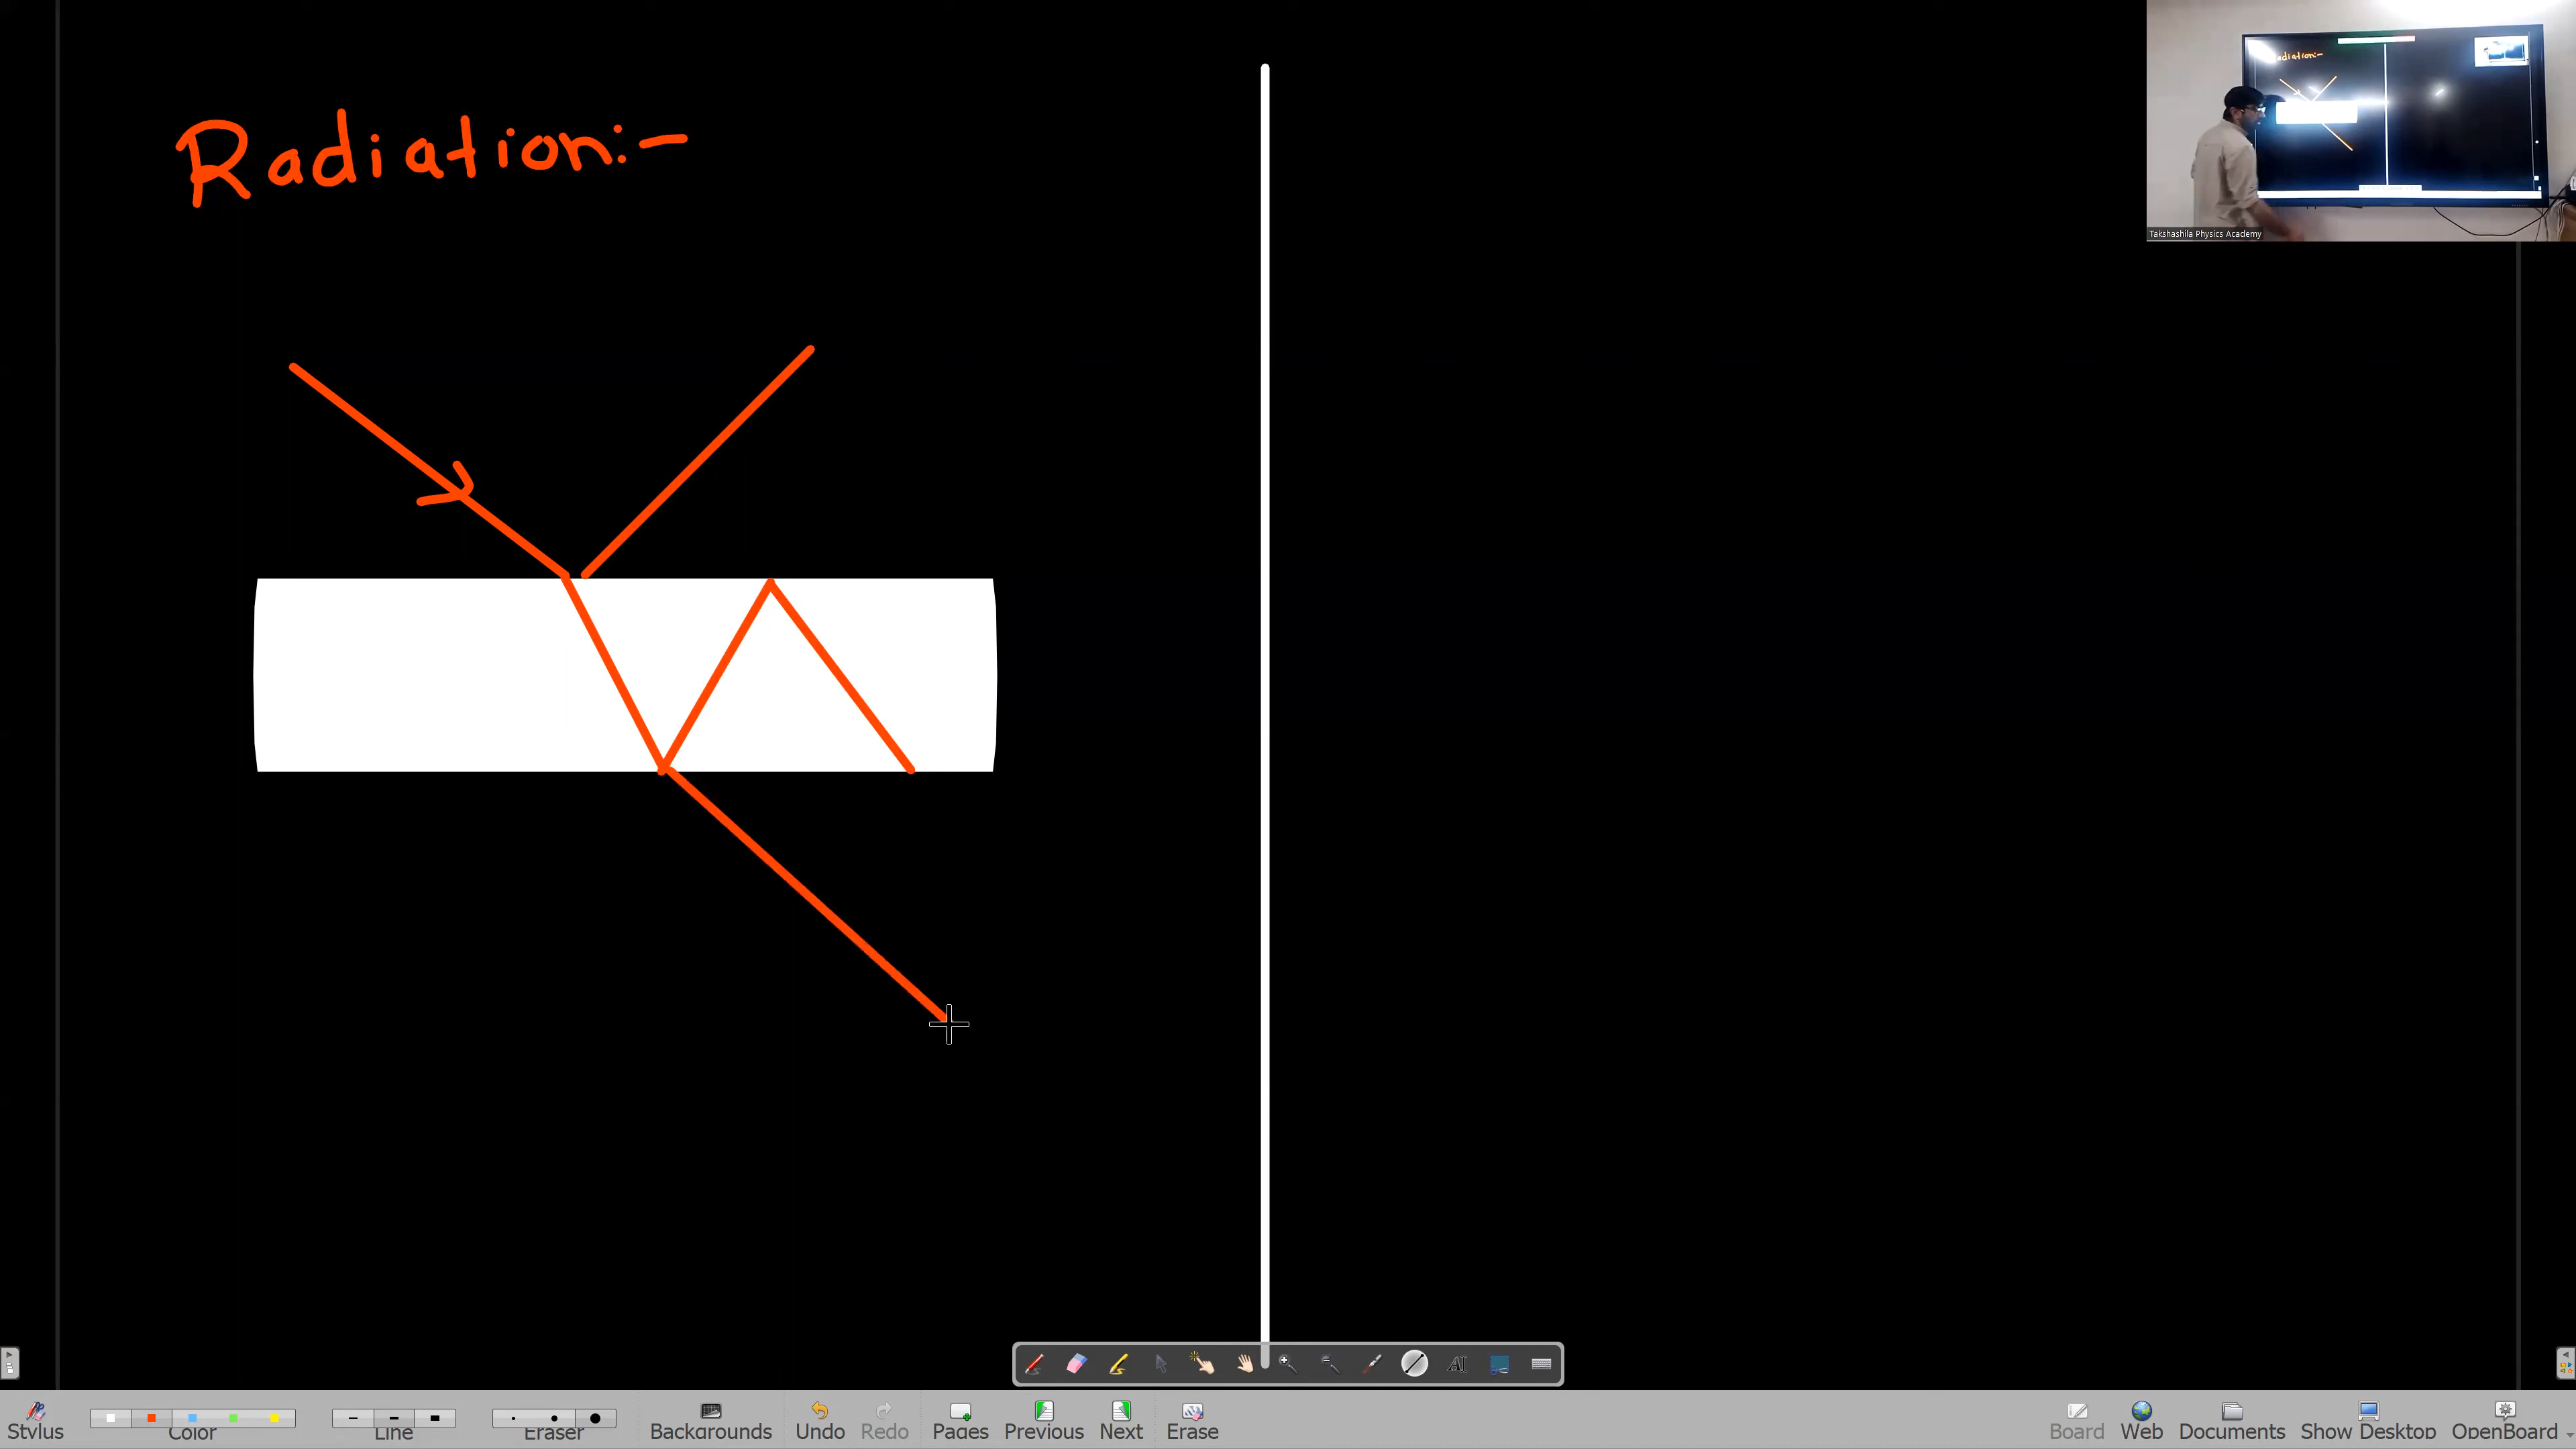 Radiation:-
Takshashila Physics Academy
Stylus
Color
Line
Eraser
Backgrounds
Undo
Redo
Pages
Previous
Next
Erase
Board
Web
Documents
Show Desktop
OpenBoard